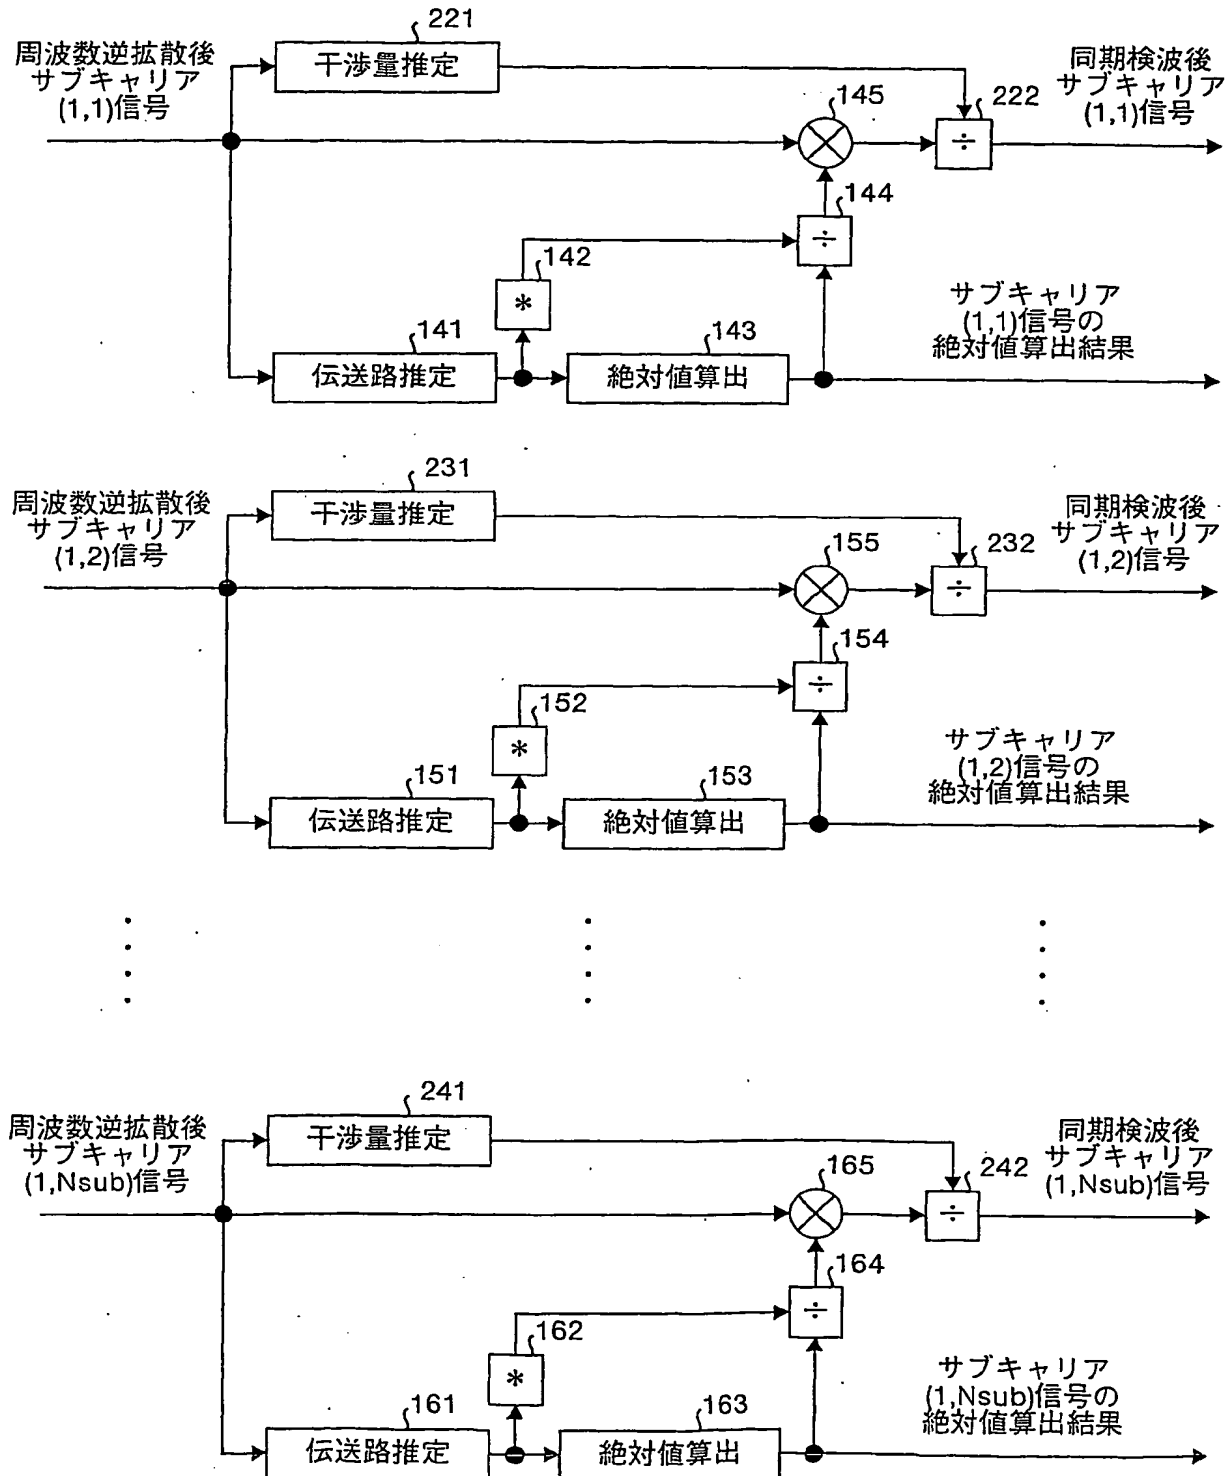 221
周波数逆拡散後
サブキャリア
(1,1)信号
干渉量推定
同期検波後
サブキャリア
(1,1)信号
145
222
÷
144
÷
142
*
サブキャリア
(1,1)信号の
絶対値算出結果
141
143
伝送路推定
絶対値算出
231
周波数逆拡散後
サブキャリア
(1,2)信号
干渉量推定
同期検波後
サブキャリア
(1,2)信号
155
232
÷
154
÷
152
*
サブキャリア
(1,2)信号の
絶対値算出結果
151
153
伝送路推定
絶対値算出
241
周波数逆拡散後
サブキャリア
(1,Nsub)信号
干渉量推定
同期検波後
サブキャリア
(1,Nsub)信号
165
242
÷
164
÷
162
*
サブキャリア
(1,Nsub)信号の
絶対値算出結果
161
163
伝送路推定
絶対値算出